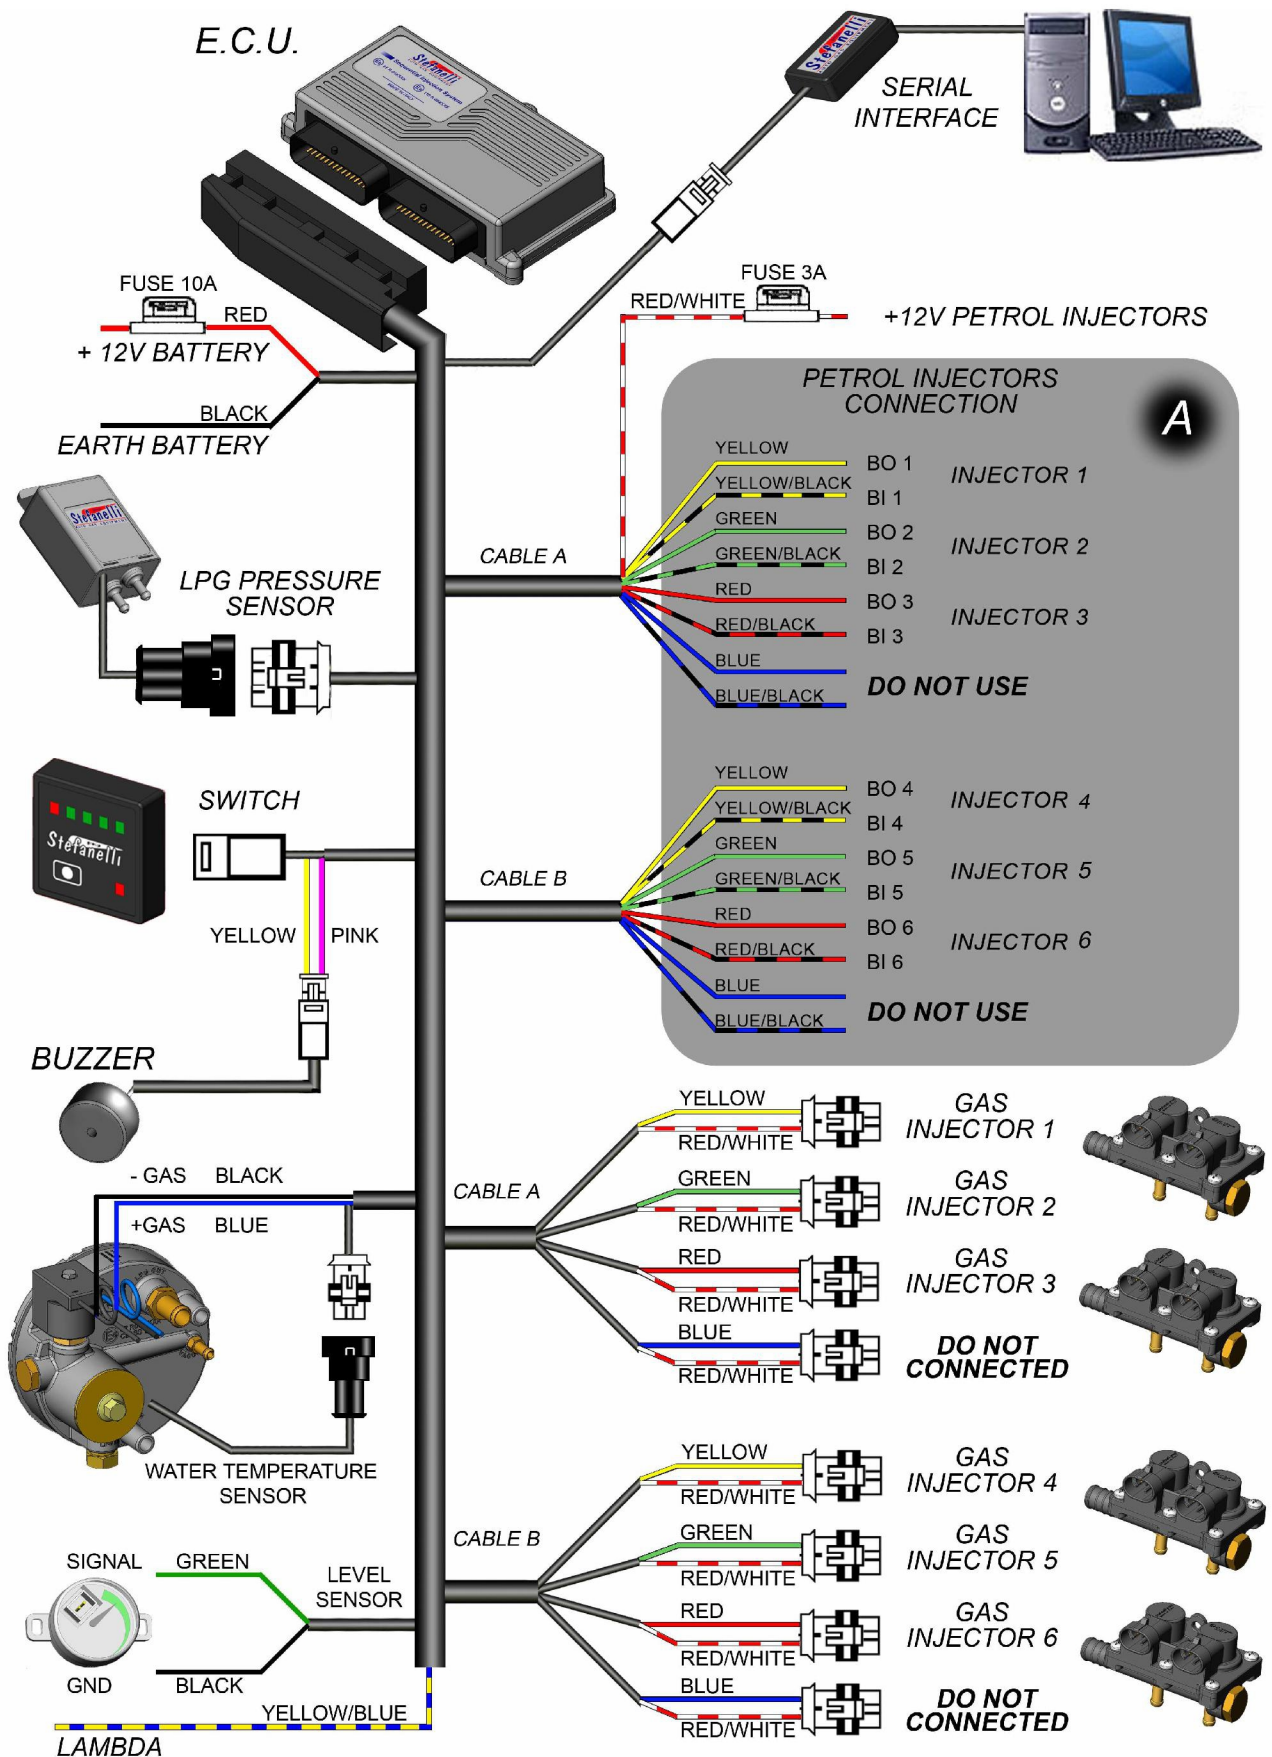 E.C.U.
Stefanelli
Sequential Injection System
Stefanelli
SERIAL
INTERFACE
FUSE 10A
RED
+ 12V BATTERY
BLACK
EARTH BATTERY
FUSE 3A
RED/WHITE
+12V PETROL INJECTORS
PETROL INJECTORS
CONNECTION
A
CABLE A
YELLOW
BO 1
INJECTOR 1
YELLOW/BLACK
BI 1
GREEN
BO 2
INJECTOR 2
GREEN/BLACK
BI 2
RED
BO 3
INJECTOR 3
RED/BLACK
BI 3
BLUE
DO NOT USE
BLUE/BLACK
Stefanelli
LPG PRESSURE
SENSOR
CABLE B
YELLOW
BO 4
INJECTOR 4
YELLOW/BLACK
BI 4
GREEN
BO 5
INJECTOR 5
GREEN/BLACK
BI 5
RED
BO 6
INJECTOR 6
RED/BLACK
BI 6
BLUE
DO NOT USE
BLUE/BLACK
SWITCH
Stefanelli
YELLOW
PINK
BUZZER
- GAS BLACK
+GAS BLUE
WATER TEMPERATURE
SENSOR
CABLE A
YELLOW
RED/WHITE
GAS
INJECTOR 1
GREEN
RED/WHITE
GAS
INJECTOR 2
RED
RED/WHITE
GAS
INJECTOR 3
BLUE
RED/WHITE
DO NOT
CONNECTED
CABLE B
YELLOW
RED/WHITE
GAS
INJECTOR 4
GREEN
RED/WHITE
GAS
INJECTOR 5
RED
RED/WHITE
GAS
INJECTOR 6
BLUE
RED/WHITE
DO NOT
CONNECTED
SIGNAL
GREEN
LEVEL
SENSOR
GND
BLACK
YELLOW/BLUE
LAMBDA